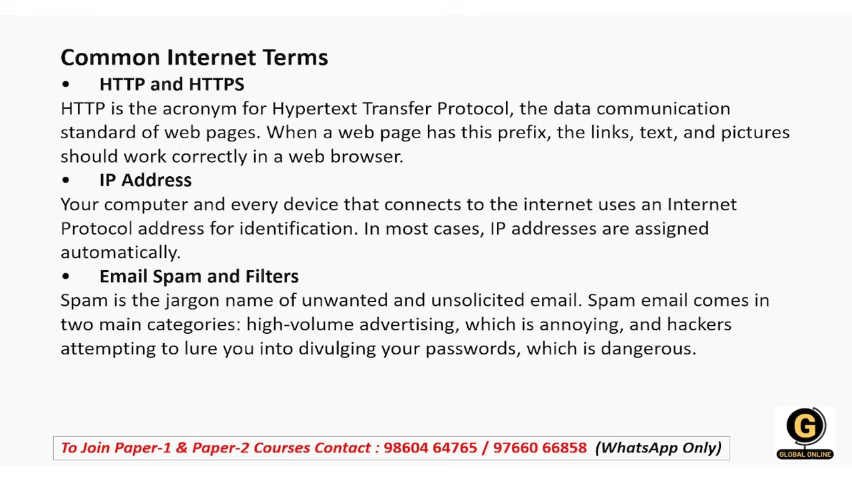 Common Internet Terms
• HTTP and HTTPS
HTTP is the acronym for Hypertext Transfer Protocol, the data communication
standard of web pages. When a web page has this prefix, the links, text, and pictures
should work correctly in a web browser.
• IP Address
Your computer and every device that connects to the internet uses an Internet
Protocol address for identification. In most cases, IP addresses are assigned
automatically.
• Email Spam and Filters
Spam is the jargon name of unwanted and unsolicited email. Spam email comes in
two main categories: high-volume advertising, which is annoying, and hackers
attempting to lure you into divulging your passwords, which is dangerous.
To Join Paper-1 & Paper-2 Courses Contact : 98604 64765 / 97660 66858 (WhatsApp Only)
G
GLOBAL ONLINE